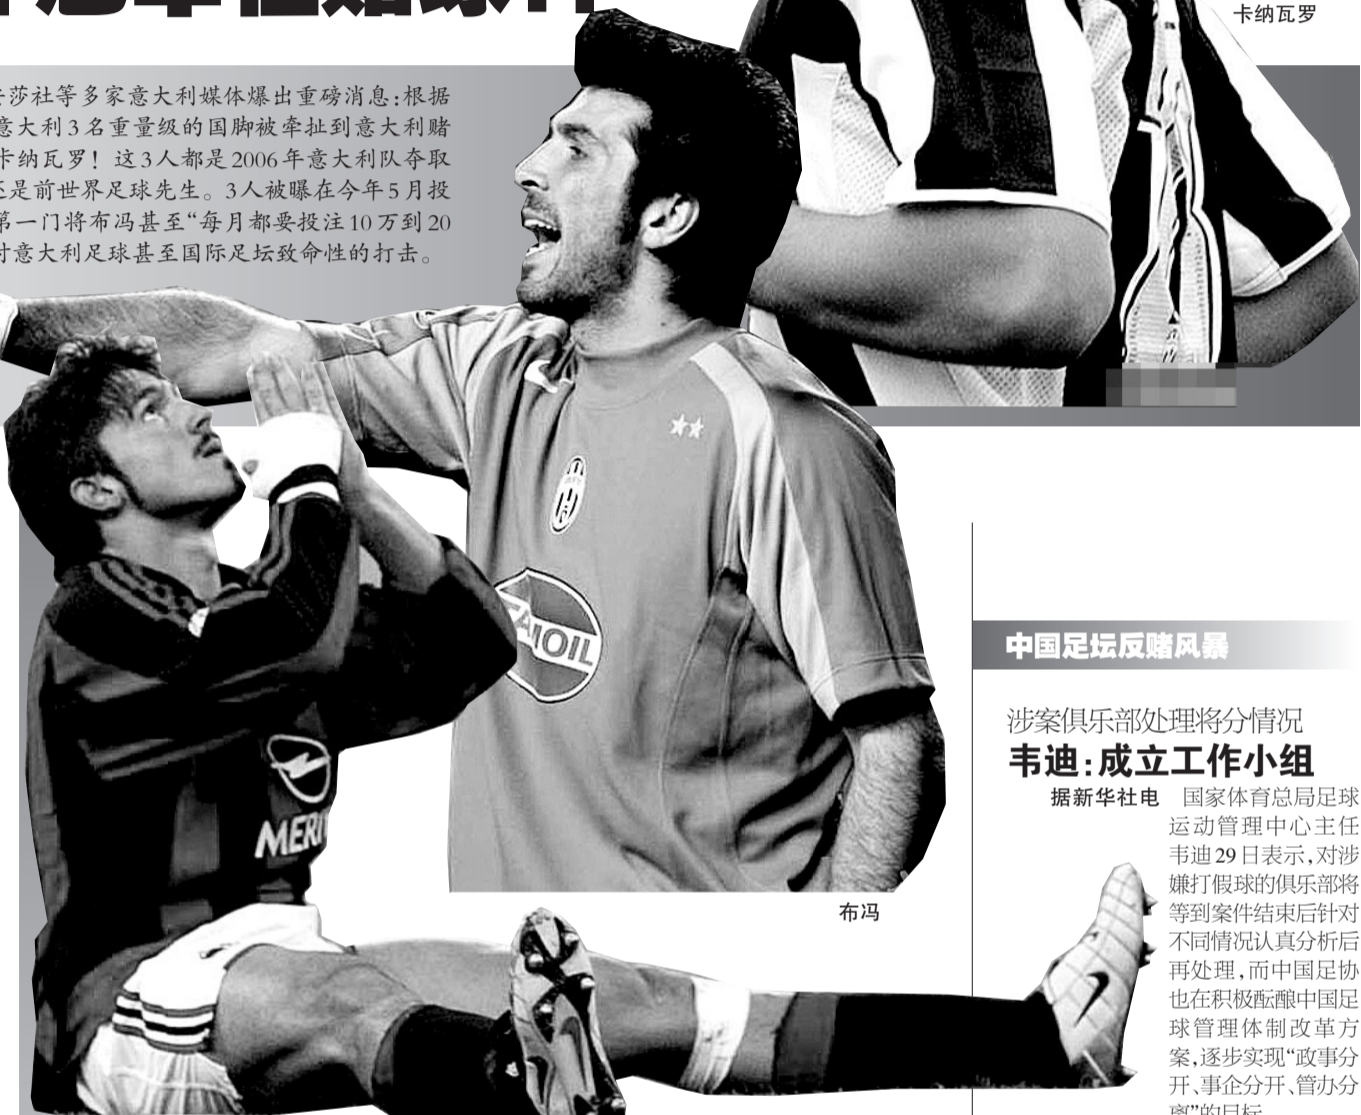 卡纳瓦罗
莎社等多家意大利媒体爆出重磅消息:根据
意大利3名重量级的国脚被牵扯到意大利赌
卡纳瓦罗！这3人都是2006年意大利队夺取
还是前世界足球先生。3人被曝在今年5月投
第一门将布冯甚至“每月都要投注10万到20
对意大利足球甚至国际足坛致命性的打击。
TAMOIL
MERI
布冯
中国足坛反赌风暴
涉案俱乐部处理将分情况
韦迪:成立工作小组
据新华社电 国家体育总局足球
运动管理中心主任
韦迪29日表示,对涉
嫌打假球的俱乐部将
等到案件结束后针对
不同情况认真分析后
再处理,而中国足协
也在积极酝酿中国足
球管理体制改革方
案,逐步实现“政事分
开、事企分开、管办分
离”的目标